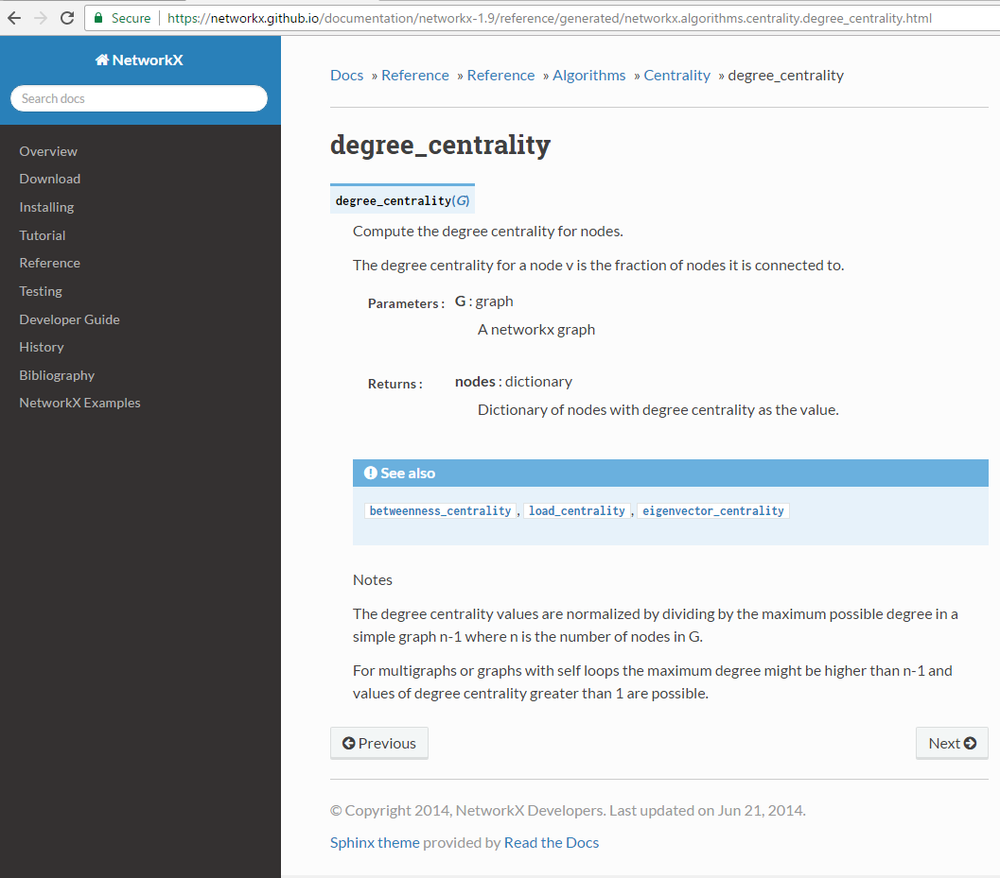 Secure | https://networkx.github.io/documentation/networkx-1.9/reference/generated/networkx.algorithms.centrality.degree_centrality.html
NetworkX
Search docs
Overview
Download
Installing
Tutorial
Reference
Testing
Developer Guide
History
Bibliography
NetworkX Examples
Docs » Reference » Reference » Algorithms » Centrality » degree_centrality
degree_centrality
degree_centrality(G)
Compute the degree centrality for nodes.
The degree centrality for a node v is the fraction of nodes it is connected to.
Parameters : G : graph
A networkx graph
Returns : nodes : dictionary
Dictionary of nodes with degree centrality as the value.
See also
betweenness_centrality, load_centrality, eigenvector_centrality
Notes
The degree centrality values are normalized by dividing by the maximum possible degree in a
simple graph n-1 where n is the number of nodes in G.
For multigraphs or graphs with self loops the maximum degree might be higher than n-1 and
values of degree centrality greater than 1 are possible.
Previous
Next
© Copyright 2014, NetworkX Developers. Last updated on Jun 21, 2014.
Sphinx theme provided by Read the Docs